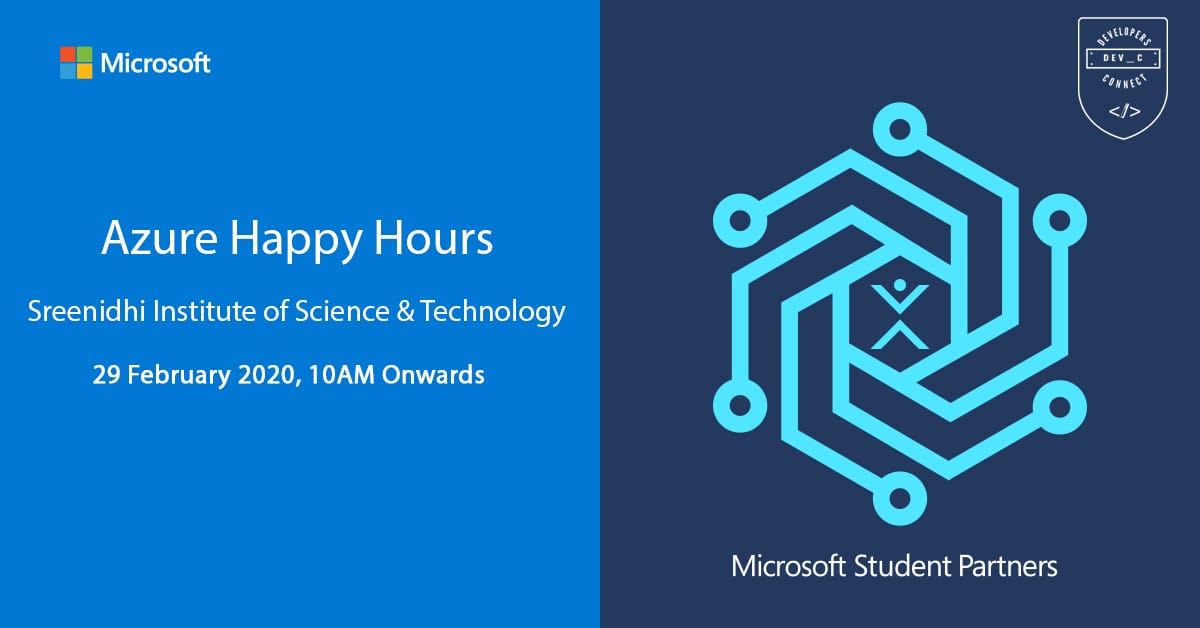 Microsoft
Azure Happy Hours
Sreenidhi Institute of Science & Technology
29 February 2020, 10AM Onwards
DEVELOPERS
DEV_C
CONNECT
</>
Microsoft Student Partners